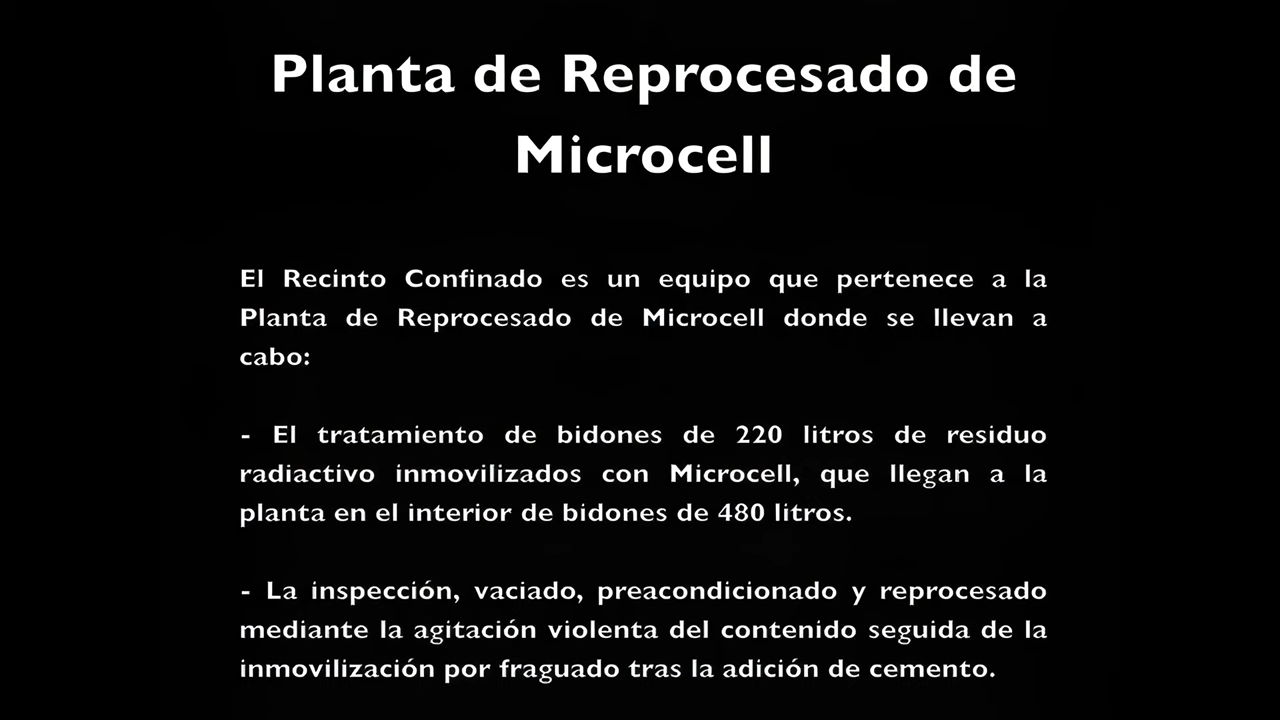 Planta de Reprocesado de
Microcell
El Recinto Confinado es un equipo que pertenece a la
Planta de Reprocesado de Microcell donde se llevan a
cabo:
- El tratamiento de bidones de 220 litros de residuo
radiactivo inmovilizados con Microcell, que llegan a la
planta en el interior de bidones de 480 litros.
- La inspección, vaciado, preacondicionado y reprocesado
mediante la agitación violenta del contenido seguida de la
inmovilización por fraguado tras la adición de cemento.